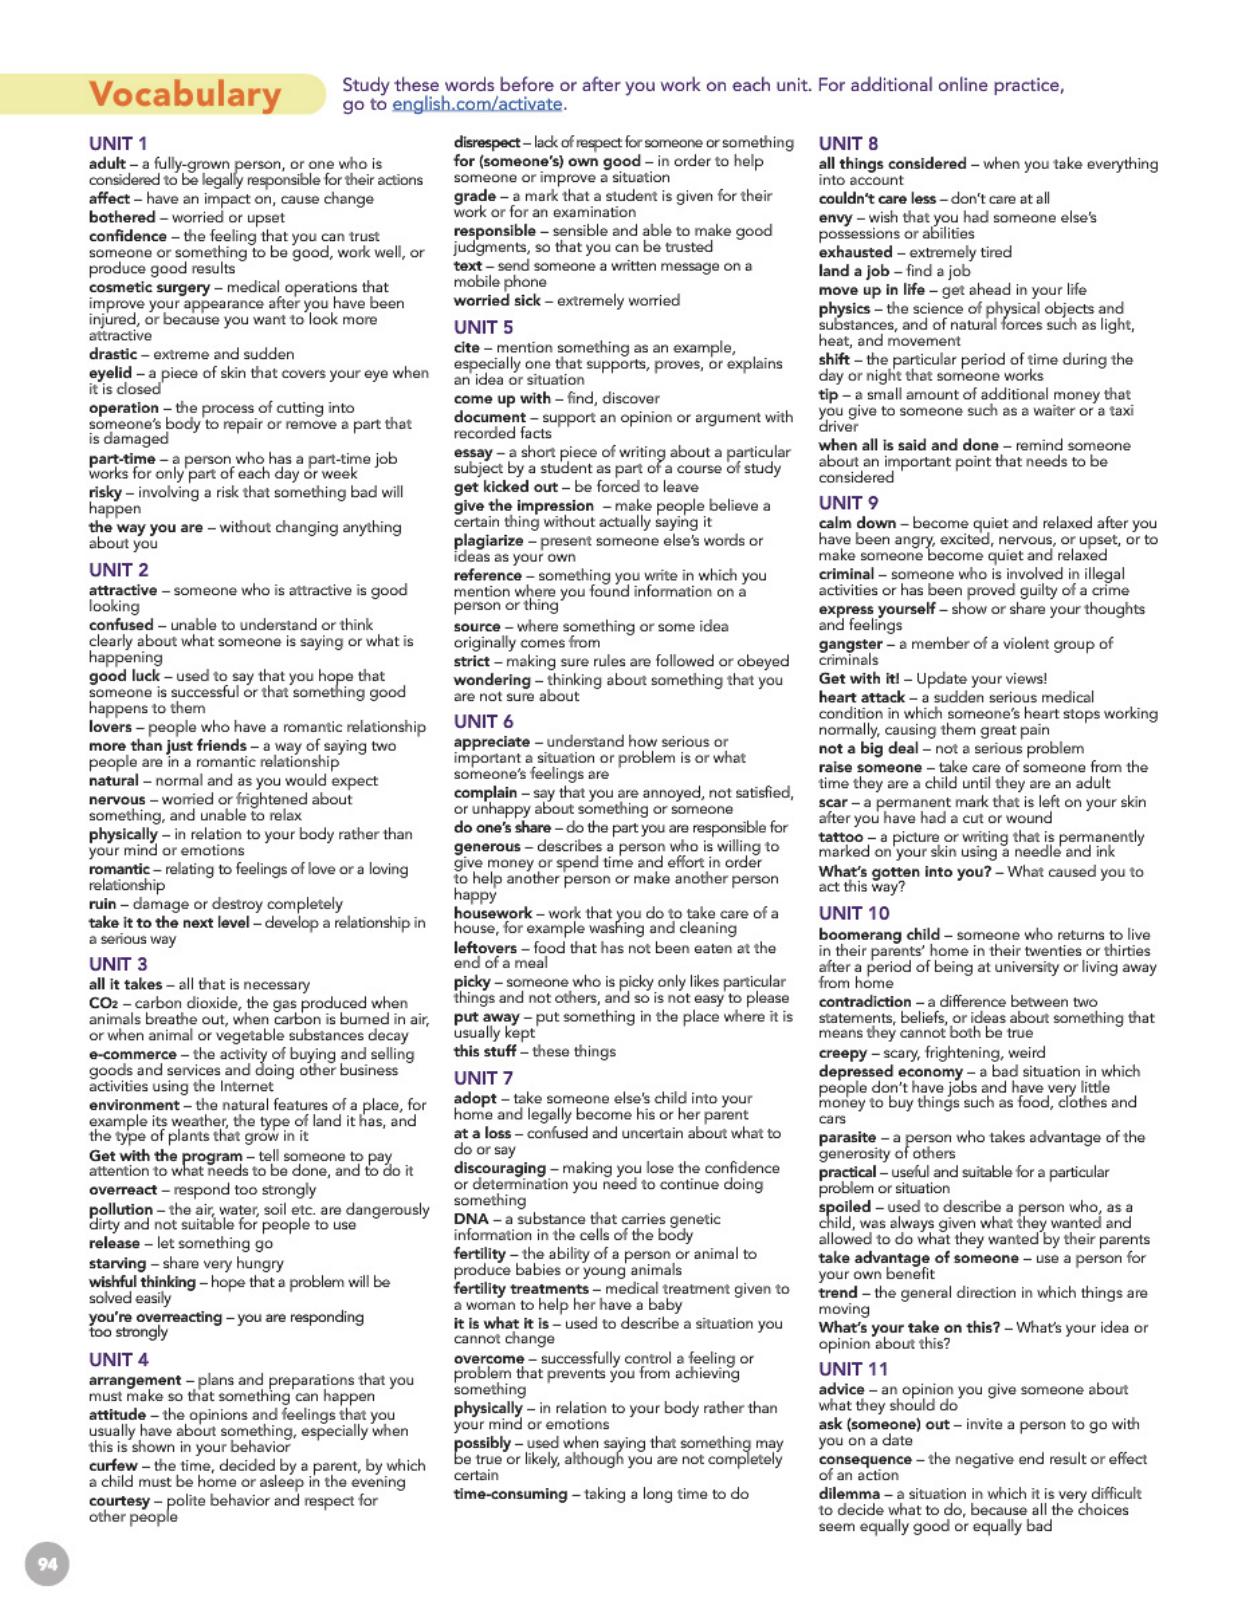 Vocabulary
Study these words before or after you work on each unit. For additional online practice,
go to english.com/activate.
UNIT 1
adult – a fully-grown person, or one who is
considered to be legally responsible for their actions
affect – have an impact on, cause change
bothered – worried or upset
confidence – the feeling that you can trust
someone or something to be good, work well, or
produce good results
cosmetic surgery – medical operations that
improve your appearance after you have been
injured, or because you want to look more
attractive
drastic – extreme and sudden
eyelid – a piece of skin that covers your eye when
it is closed
operation – the process of cutting into
someone's body to repair or remove a part that
is damaged
part-time – a person who has a part-time job
works for only part of each day or week
risky – involving a risk that something bad will
happen
the way you are – without changing anything
about you
UNIT 2
attractive – someone who is attractive is good
looking
confused – unable to understand or think
clearly about what someone is saying or what is
happening
good luck – used to say that you hope that
someone is successful or that something good
happens to them
lovers – people who have a romantic relationship
more than just friends – a way of saying two
people are in a romantic relationship
natural – normal and as you would expect
nervous – worried or frightened about
something, and unable to relax
physically – in relation to your body rather than
your mind or emotions
romantic – relating to feelings of love or a loving
relationship
ruin – damage or destroy completely
take it to the next level – develop a relationship in
a serious way
UNIT 3
all it takes – all that is necessary
CO₂ – carbon dioxide, the gas produced when
animals breathe out, when carbon is burned in air,
or when animal or vegetable substances decay
e-commerce – the activity of buying and selling
goods and services and doing other business
activities using the Internet
environment – the natural features of a place, for
example its weather, the type of land it has, and
the type of plants that grow in it
Get with the program – tell someone to pay
attention to what needs to be done, and to do it
overreact – respond too strongly
pollution – the air, water, soil etc. are dangerously
dirty and not suitable for people to use
release – let something go
starving – share very hungry
wishful thinking – hope that a problem will be
solved easily
you're overreacting – you are responding
too strongly
UNIT 4
arrangement – plans and preparations that you
must make so that something can happen
attitude – the opinions and feelings that you
usually have about something, especially when
this is shown in your behavior
curfew – the time, decided by a parent, by which
a child must be home or asleep in the evening
courtesy – polite behavior and respect for
other people
disrespect – lack of respect for someone or something
for (someone's) own good – in order to help
someone or improve a situation
grade – a mark that a student is given for their
work or for an examination
responsible – sensible and able to make good
judgments, so that you can be trusted
text – send someone a written message on a
mobile phone
worried sick – extremely worried
UNIT 5
cite – mention something as an example,
especially one that supports, proves, or explains
an idea or situation
come up with – find, discover
document – support an opinion or argument with
recorded facts
essay – a short piece of writing about a particular
subject by a student as part of a course of study
get kicked out – be forced to leave
give the impression – make people believe a
certain thing without actually saying it
plagiarize – present someone else's words or
ideas as your own
reference – something you write in which you
mention where you found information on a
person or thing
source – where something or some idea
originally comes from
strict – making sure rules are followed or obeyed
wondering – thinking about something that you
are not sure about
UNIT 6
appreciate – understand how serious or
important a situation or problem is or what
someone's feelings are
complain – say that you are annoyed, not satisfied,
or unhappy about something or someone
do one's share – do the part you are responsible for
generous – describes a person who is willing to
give money or spend time and effort in order
to help another person or make another person
happy
housework – work that you do to take care of a
house, for example washing and cleaning
leftovers – food that has not been eaten at the
end of a meal
picky – someone who is picky only likes particular
things and not others, and so is not easy to please
put away – put something in the place where it is
usually kept
this stuff – these things
UNIT 7
adopt – take someone else's child into your
home and legally become his or her parent
at a loss – confused and uncertain about what to
do or say
discouraging – making you lose the confidence
or determination you need to continue doing
something
DNA – a substance that carries genetic
information in the cells of the body
fertility – the ability of a person or animal to
produce babies or young animals
fertility treatments – medical treatment given to
a woman to help her have a baby
it is what it is – used to describe a situation you
cannot change
overcome – successfully control a feeling or
problem that prevents you from achieving
something
physically – in relation to your body rather than
your mind or emotions
possibly – used when saying that something may
be true or likely, although you are not completely
certain
time-consuming – taking a long time to do
UNIT 8
all things considered – when you take everything
into account
couldn't care less – don't care at all
envy – wish that you had someone else's
possessions or abilities
exhausted – extremely tired
land a job – find a job
move up in life – get ahead in your life
physics – the science of physical objects and
substances, and of natural forces such as light,
heat, and movement
shift – the particular period of time during the
day or night that someone works
tip – a small amount of additional money that
you give to someone such as a waiter or a taxi
driver
when all is said and done – remind someone
about an important point that needs to be
considered
UNIT 9
calm down – become quiet and relaxed after you
have been angry, excited, nervous, or upset, or to
make someone become quiet and relaxed
criminal – someone who is involved in illegal
activities or has been proved guilty of a crime
express yourself – show or share your thoughts
and feelings
gangster – a member of a violent group of
criminals
Get with it! – Update your views!
heart attack – a sudden serious medical
condition in which someone's heart stops working
normally, causing them great pain
not a big deal – not a serious problem
raise someone – take care of someone from the
time they are a child until they are an adult
scar – a permanent mark that is left on your skin
after you have had a cut or wound
tattoo – a picture or writing that is permanently
marked on your skin using a needle and ink
What's gotten into you? – What caused you to
act this way?
UNIT 10
boomerang child – someone who returns to live
in their parents' home in their twenties or thirties
after a period of being at university or living away
from home
contradiction – a difference between two
statements, beliefs, or ideas about something that
means they cannot both be true
creepy – scary, frightening, weird
depressed economy – a bad situation in which
people don't have jobs and have very little
money to buy things such as food, clothes and
cars
parasite – a person who takes advantage of the
generosity of others
practical – useful and suitable for a particular
problem or situation
spoiled – used to describe a person who, as a
child, was always given what they wanted and
allowed to do what they wanted by their parents
take advantage of someone – use a person for
your own benefit
trend – the general direction in which things are
moving
What's your take on this? – What's your idea or
opinion about this?
UNIT 11
advice – an opinion you give someone about
what they should do
ask (someone) out – invite a person to go with
you on a date
consequence – the negative end result or effect
of an action
dilemma – a situation in which it is very difficult
to decide what to do, because all the choices
seem equally good or equally bad
94